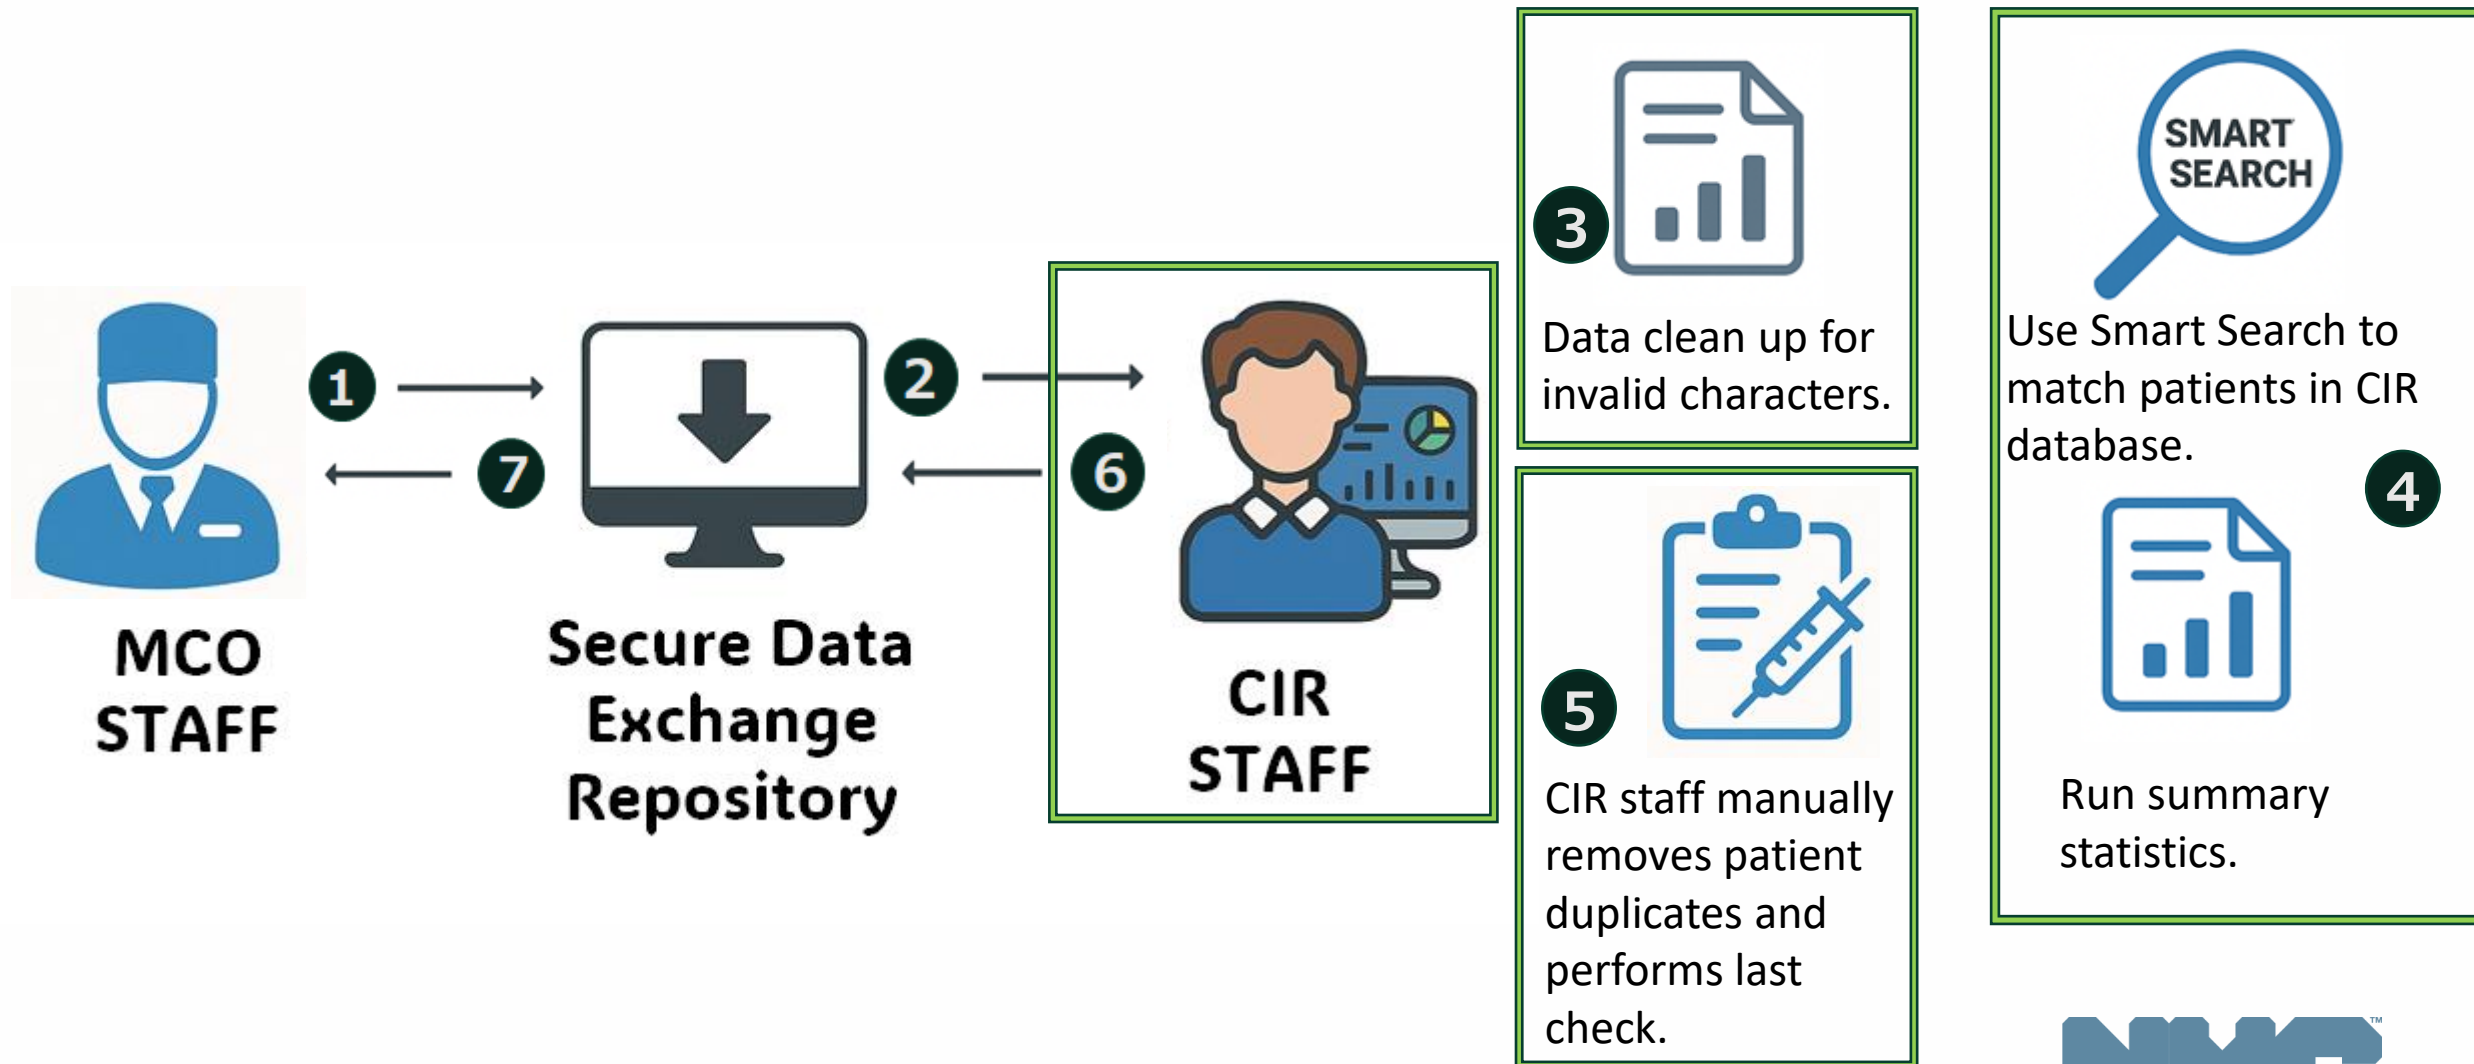 1
2
7
6
MCO
STAFF
Secure Data
Exchange
Repository
CIR
STAFF
3
Data clean up for
invalid characters.
5
CIR staff manually
removes patient
duplicates and
performs last
check.
SMART
SEARCH
Use Smart Search to
match patients in CIR
database.
4
Run summary
statistics.